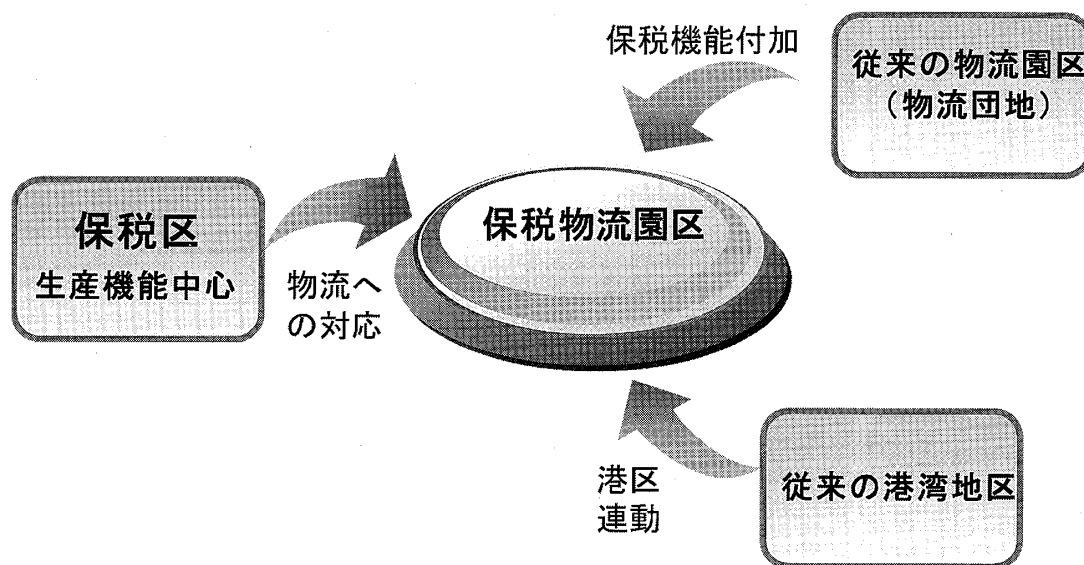 保税機能付加
従来の物流園区
（物流団地）
保税区
生産機能中心
物流へ
の対応
保税物流園区
港区
連動
従来の港湾地区